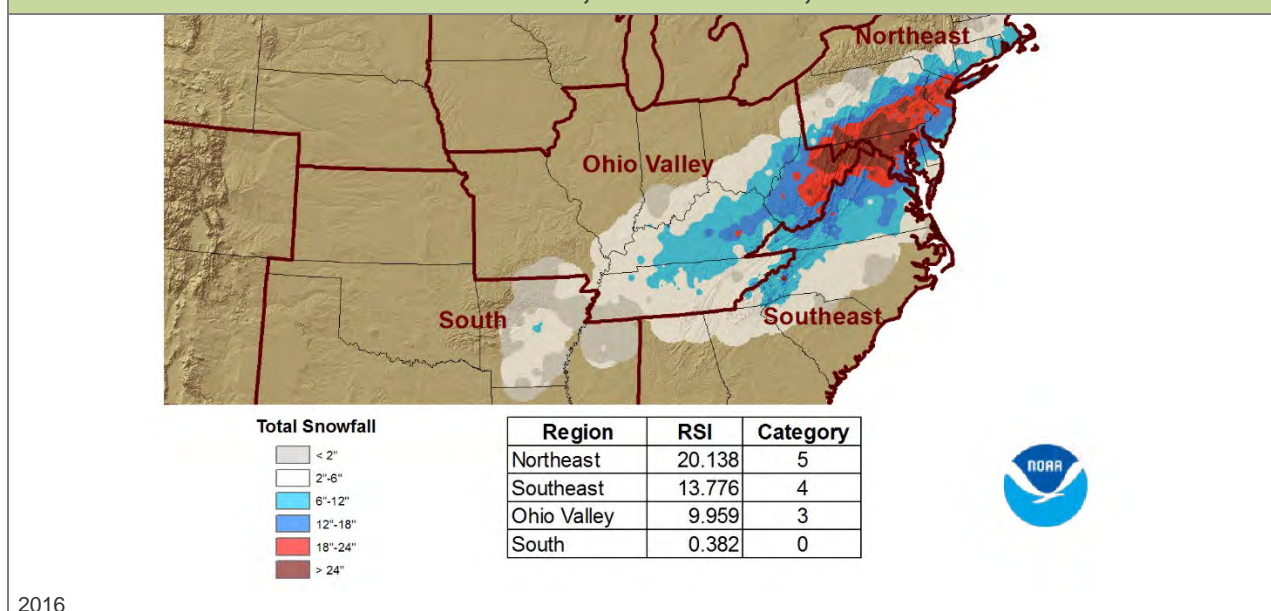 Northeast
Ohio Valley
South
Southeast
Total Snowfall
< 2"
2"-6"
6"-12"
12"-18"
18"-24"
> 24"
Region RSI Category
Northeast 20.138 5
Southeast 13.776 4
Ohio Valley 9.959 3
South 0.382 0
NOAA
2016